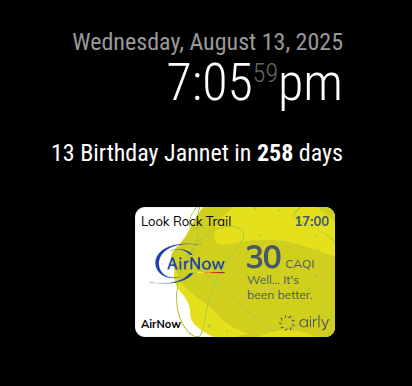 Wednesday, August 13, 2025
7:05 59 pm
13 Birthday Jannet in 258 days
Look Rock Trail 17:00
AirNow
30 CAQI
Well... It's
been better.
AirNow
airly